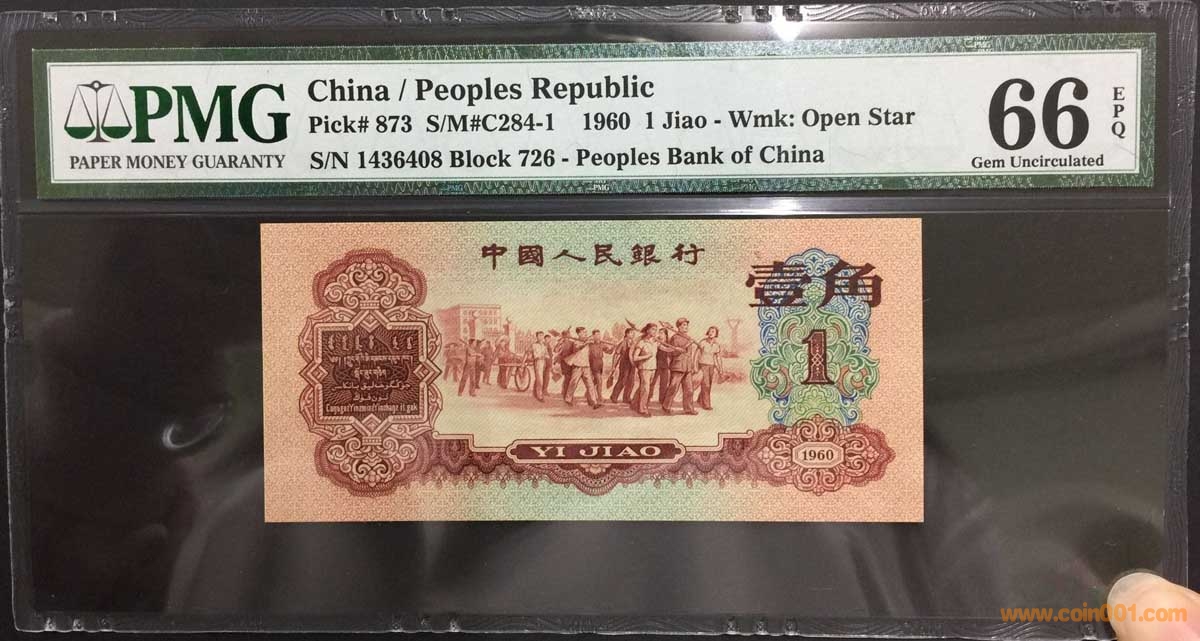 PMG
PAPER MONEY GUARANTY
China / Peoples Republic
Pick# 873 S/M#C284-1 1960 1 Jiao - Wmk: Open Star
S/N 1436408 Block 726 - Peoples Bank of China
66
EPQ
Gem Uncirculated
PMG
中國人民銀行
壹角
1
YI JIAO
1960
www.coin001.com